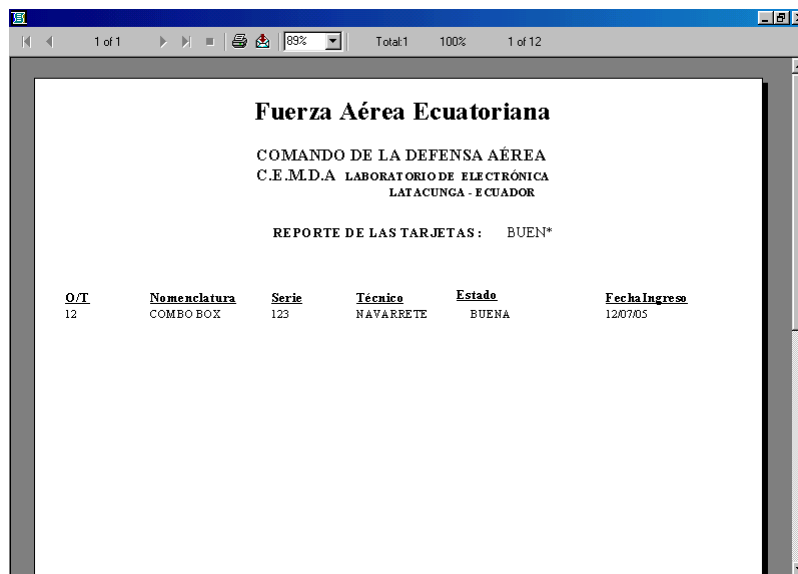 1 of 1 89% Total:1 100% 1 of 12
Fuerza Aérea Ecuatoriana
COMANDO DE LA DEFENSA AÉREA
C.E.M.D.A LABORATORIO DE ELECTRÓNICA
LATACUNGA - ECUADOR
REPORTE DE LAS TARJETAS : BUEN*
O/T Nomenclatura Serie Técnico Estado Fecha Ingreso
12 COMBO BOX 123 NAVARRETE BUENA 12/07/05